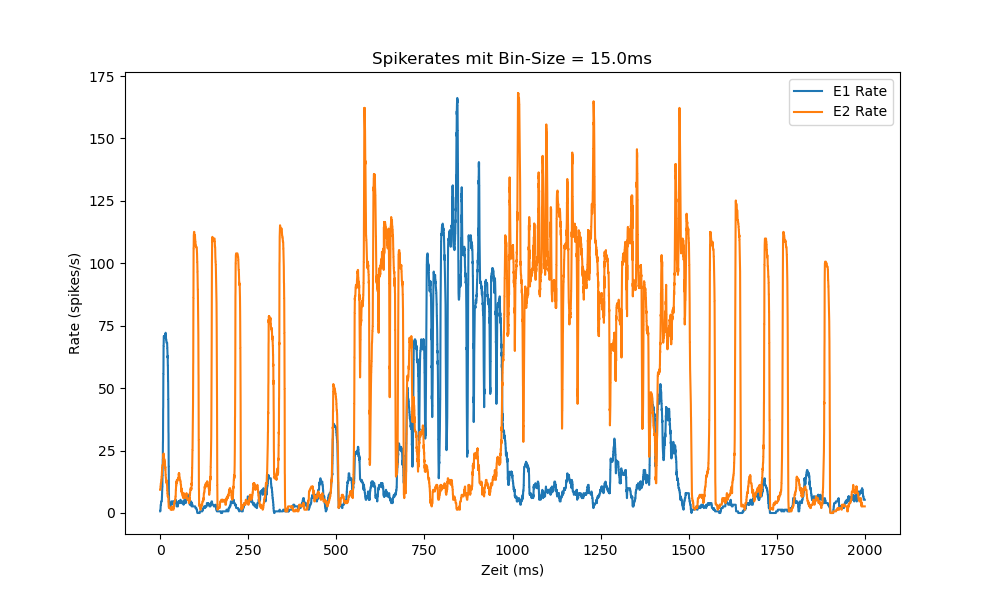 Spikerates mit Bin-Size = 15.0ms
E1 Rate
E2 Rate
Rate (spikes/s)
175
150
125
100
75
50
25
0
0 250 500 750 1000 1250 1500 1750 2000
Zeit (ms)